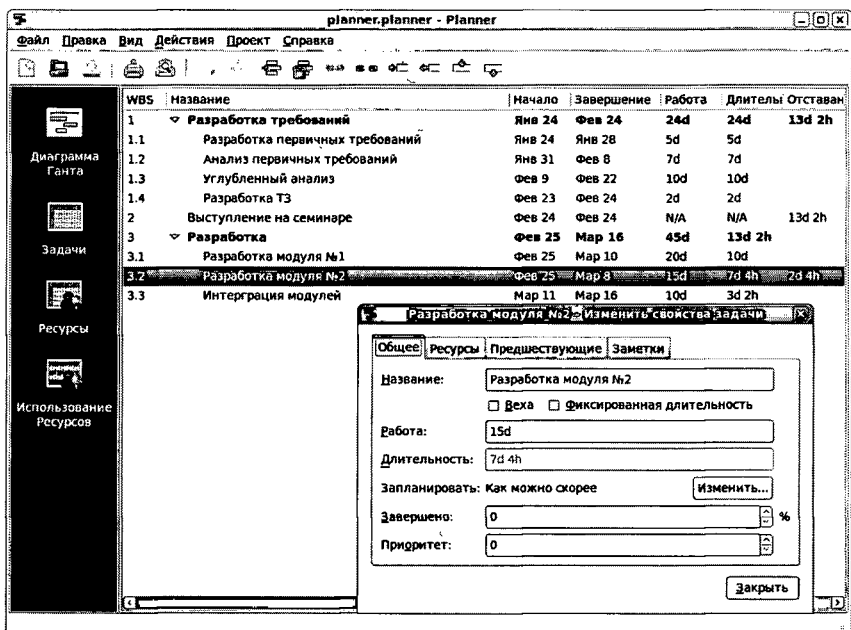 planner.planner - Planner
Файл Правка Вид Действия Проект Справка
WBS Название Начало Завершение Работа Длительı Отставан
1 Разработка требований Янв 24 Фев 24 24d 24d 13d 2h
1.1 Разработка первичных требований Янв 24 Янв 28 5d 5d
1.2 Анализ первичных требований Янв 31 Фев 8 7d 7d
1.3 Углубленный анализ Фев 9 Фев 22 10d 10d
1.4 Разработка ТЗ Фев 23 Фев 24 2d 2d
2 Выступление на семинаре Фев 24 Фев 24 N/A N/A 13d 2h
3 Разработка Фев 25 Мар 16 45d 13d 2h
3.1 Разработка модуля №1 Фев 25 Мар 10 20d 10d
3.2 Разработка модуля №2 Фев 25 Мар 8 15d 7d 4h 2d 4h
3.3 Интерграция модулей Мар 11 Мар 16 10d 3d 2h
Диаграмма
Ганта
Задачи
Ресурсы
Использование
Ресурсов
Разработка модуля №2 - Изменить свойства задачи
Общее Ресурсы Предшествующие Заметки
Название: Разработка модуля №2
Веха Фиксированная длительность
Работа: 15d
Длительность: 7d 4h
Запланировать: Как можно скорее Изменить...
Завершено: 0 %
Приоритет: 0
Закрыть